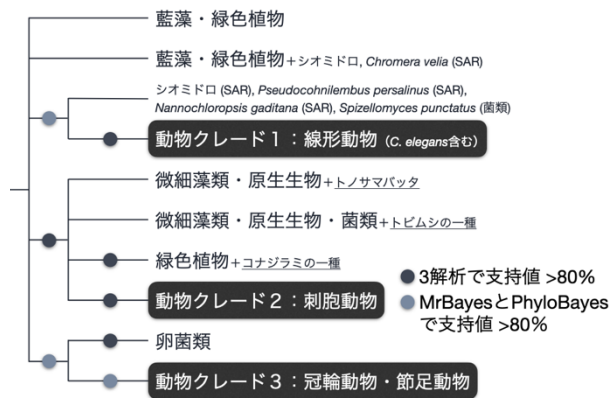 藍藻・緑色植物
藍藻・緑色植物+シオミドロ, Chromera velia (SAR)
シオミドロ (SAR), Pseudocohnilembus persalinus (SAR),
Nannochloropsis gaditana (SAR), Spizellomyces punctatus (菌類)
動物クレード1：線形動物（C. elegans含む）
微細藻類・原生生物+トノサマバッタ
微細藻類・原生生物・菌類+トビムシの一種
緑色植物+コナジラミの一種
動物クレード2：刺胞動物
卵菌類
動物クレード3：冠輪動物・節足動物
3解析で支持値 >80%
MrBayesとPhyloBayes
で支持値 >80%